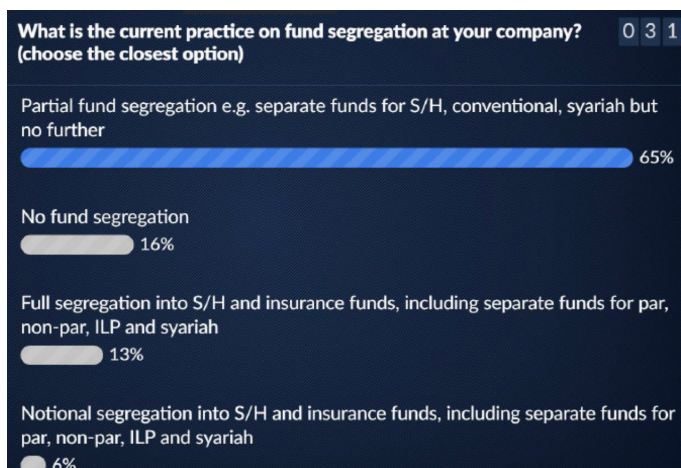 What is the current practice on fund segregation at your company?
(choose the closest option)
0 3 1
Partial fund segregation e.g. separate funds for S/H, conventional, syariah but
no further
65%
No fund segregation
16%
Full segregation into S/H and insurance funds, including separate funds for par,
non-par, ILP and syariah
13%
Notional segregation into S/H and insurance funds, including separate funds for
par, non-par, ILP and syariah
6%